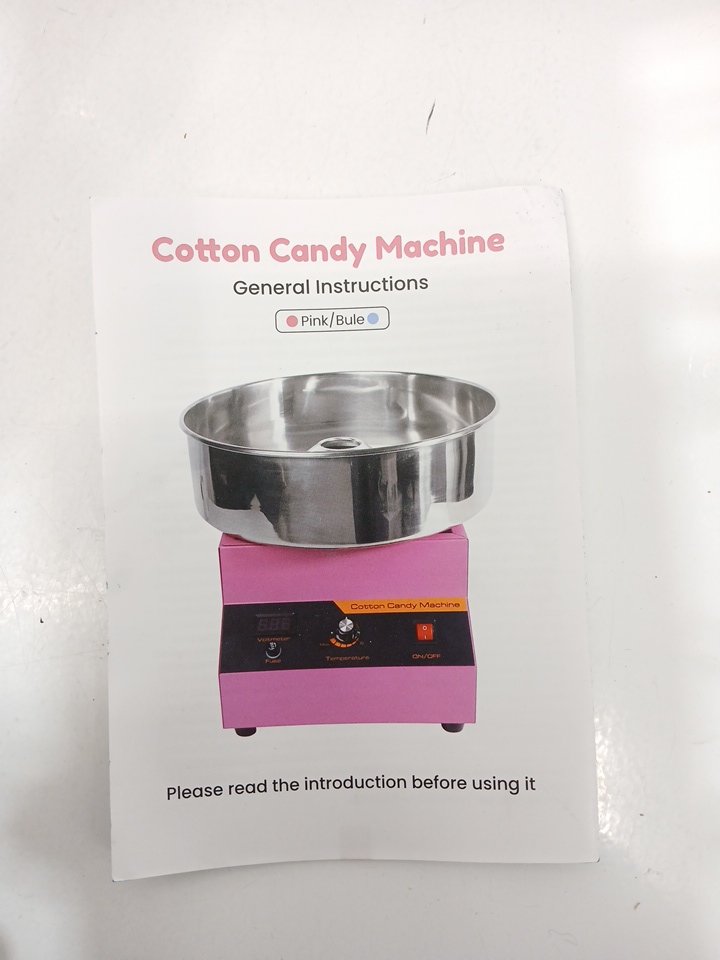 Cotton Candy Machine
General Instructions
Pink/Bule
Cotton Candy Machine
Voltmeter
Fuse
Temperature
ON/OFF
Please read the introduction before using it